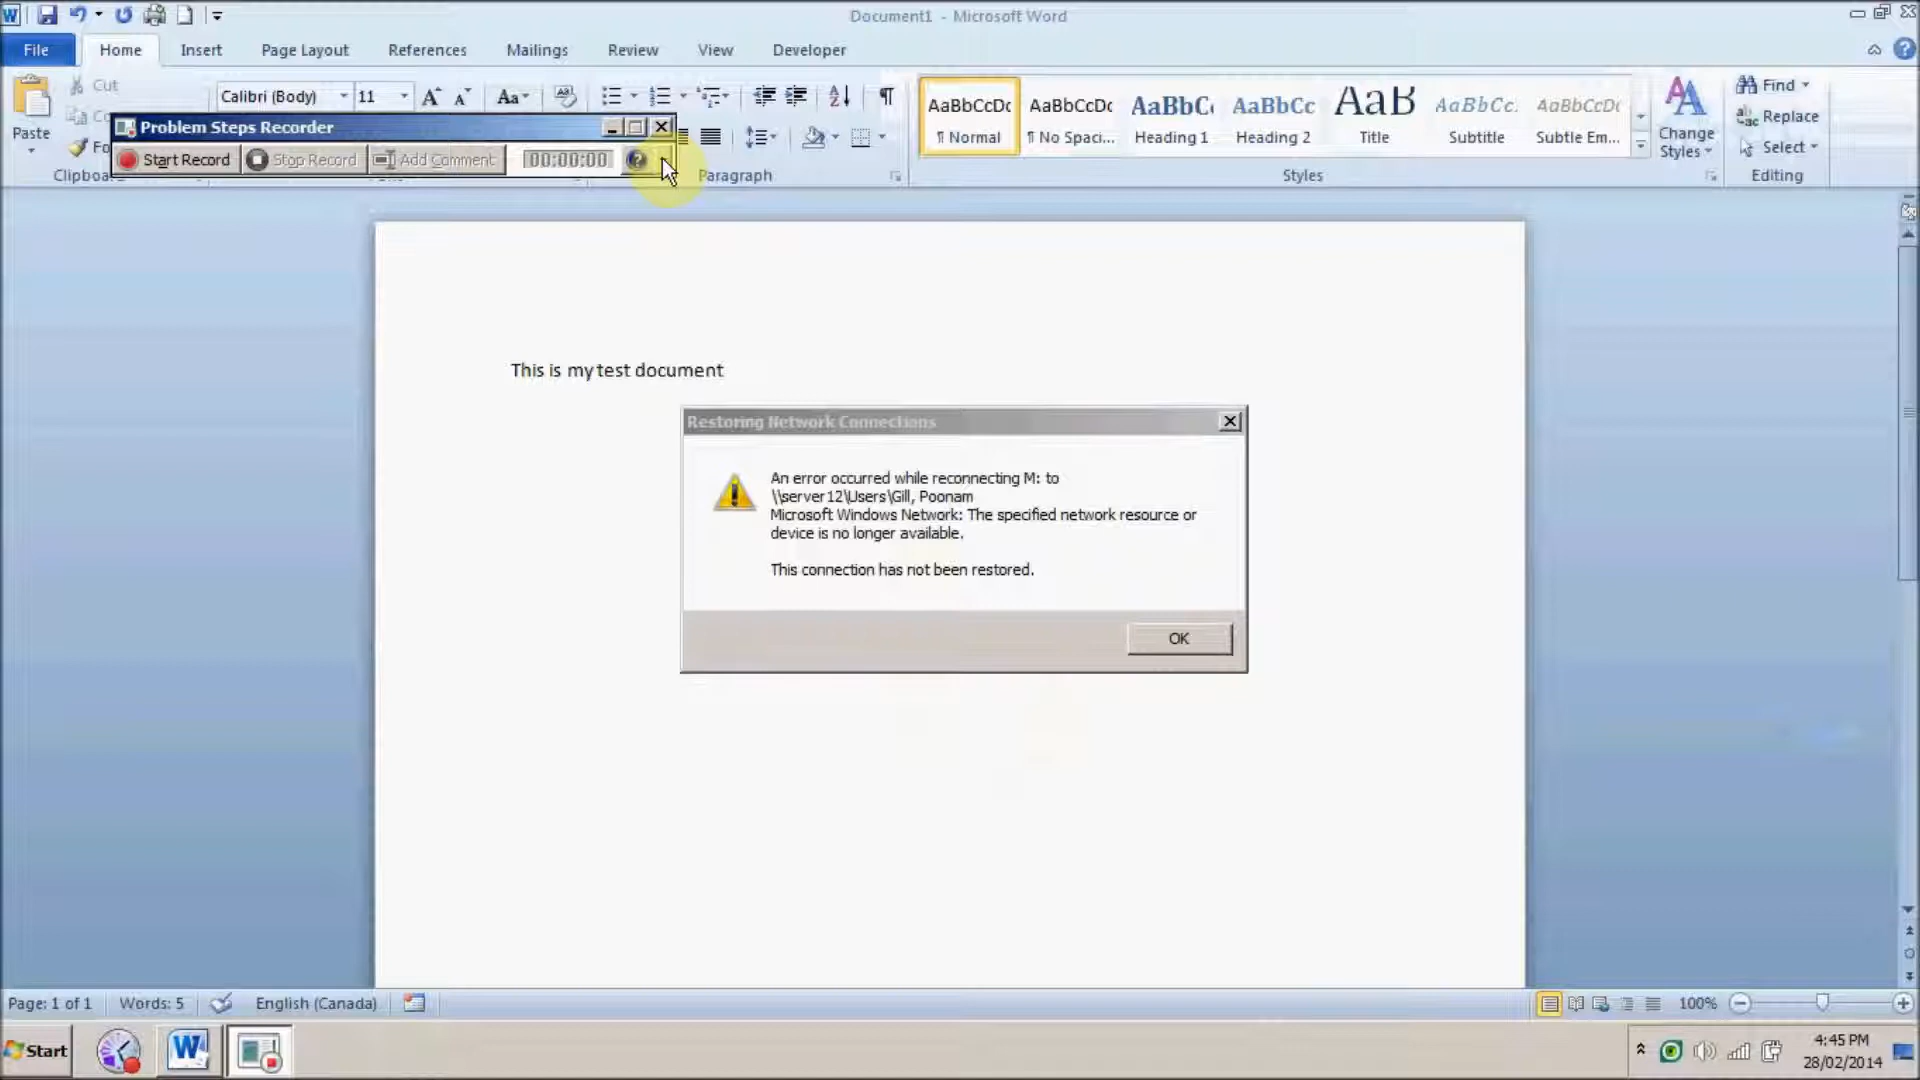 Document1 - Microsoft Word
File Home Insert Page Layout References Mailings Review View Developer
Cut
Calibri (Body) 11 Aa
Paste
Problem Steps Recorder
Start Record Stop Record Add Comment 00:00:00
Paragraph
AaBbCcDc AaBbCcDc AaBbC AaBbCc AaB AaBbCc. AaBbCcDc
¶ Normal ¶ No Spaci... Heading 1 Heading 2 Title Subtitle Subtle Em...
Styles
Change
Styles
Find
Replace
Select
Editing
This is my test document
Restoring Network Connections
An error occurred while reconnecting M: to
\\server12\Users\Gill, Poonam
Microsoft Windows Network: The specified network resource or
device is no longer available.
This connection has not been restored.
OK
Page: 1 of 1 Words: 5 English (Canada) 100%
Start
4:45 PM
28/02/2014